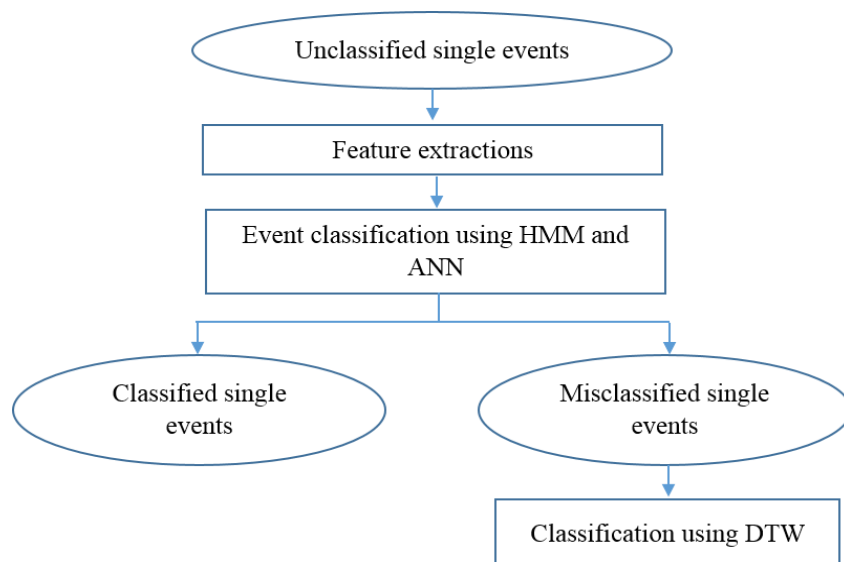 Unclassified single events
Feature extractions
Event classification using HMM and
ANN
Classified single
events
Misclassified single
events
Classification using DTW